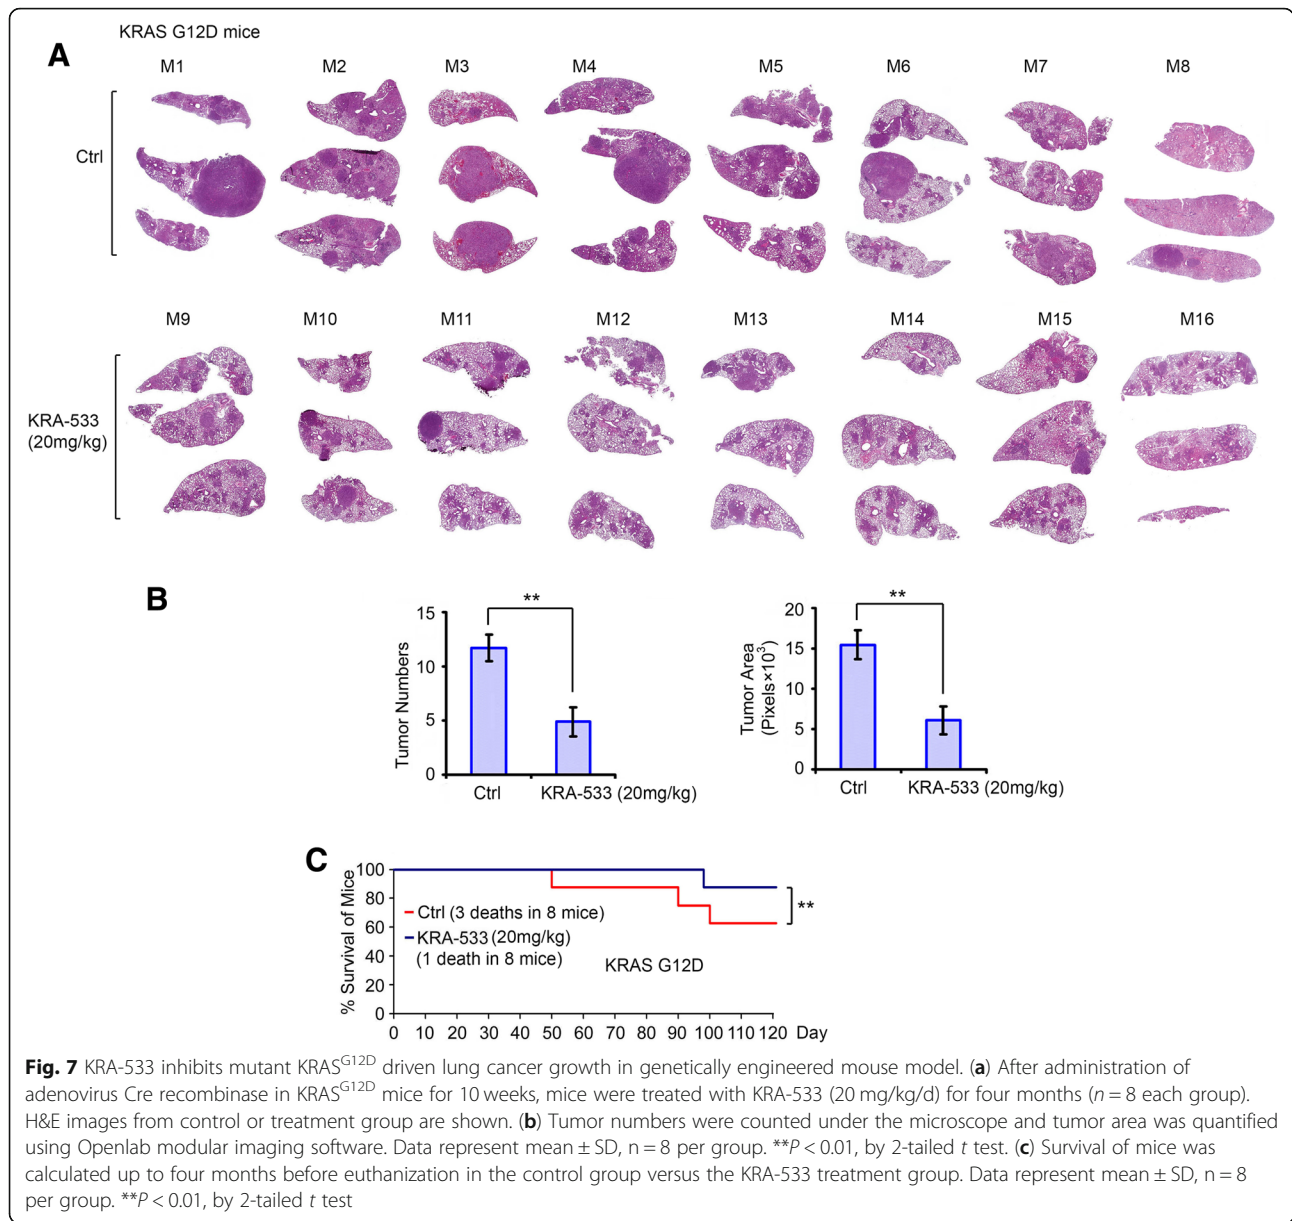 KRAS G12D mice
A
M1 M2 M3 M4 M5 M6 M7 M8
Ctrl
M9 M10 M11 M12 M13 M14 M15 M16
KRA-533
(20mg/kg)
B
**
15
10
5
0
Tumor Numbers
Ctrl KRA-533 (20mg/kg)
**
20
15
10
5
0
Tumor Area
(Pixels×10³)
Ctrl KRA-533 (20mg/kg)
C
100
80
60
40
20
0
% Survival of Mice
Ctrl (3 deaths in 8 mice)
KRA-533 (20mg/kg)
(1 death in 8 mice)
KRAS G12D
**
0 10 20 30 40 50 60 70 80 90 100 110 120 Day
Fig. 7 KRA-533 inhibits mutant KRAS^G12D driven lung cancer growth in genetically engineered mouse model. (a) After administration of
adenovirus Cre recombinase in KRAS^G12D mice for 10 weeks, mice were treated with KRA-533 (20 mg/kg/d) for four months (n = 8 each group).
H&E images from control or treatment group are shown. (b) Tumor numbers were counted under the microscope and tumor area was quantified
using Openlab modular imaging software. Data represent mean ± SD, n = 8 per group. **P < 0.01, by 2-tailed t test. (c) Survival of mice was
calculated up to four months before euthanization in the control group versus the KRA-533 treatment group. Data represent mean ± SD, n = 8
per group. **P < 0.01, by 2-tailed t test